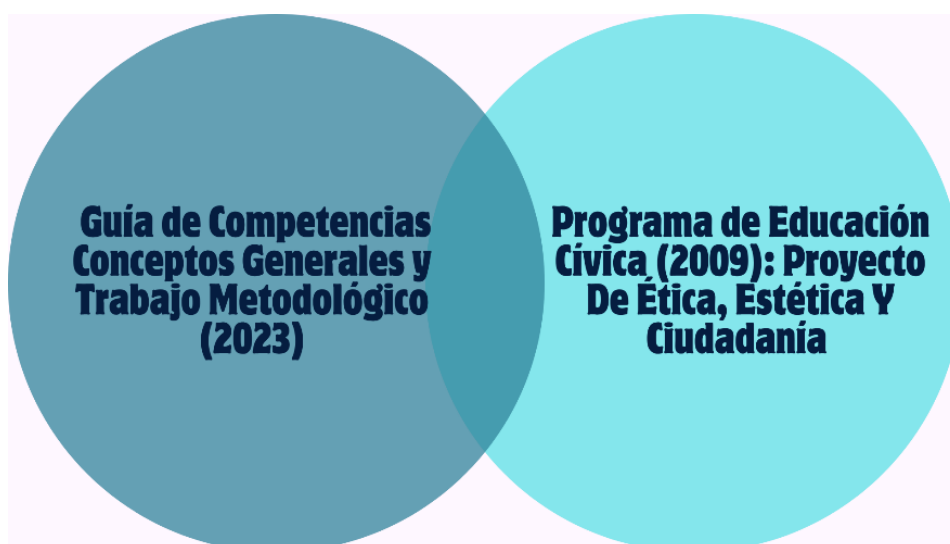 Guía de Competencias
Conceptos Generales y
Trabajo Metodológico
(2023)
Programa de Educación
Cívica (2009): Proyecto
De Ética, Estética Y
Ciudadanía